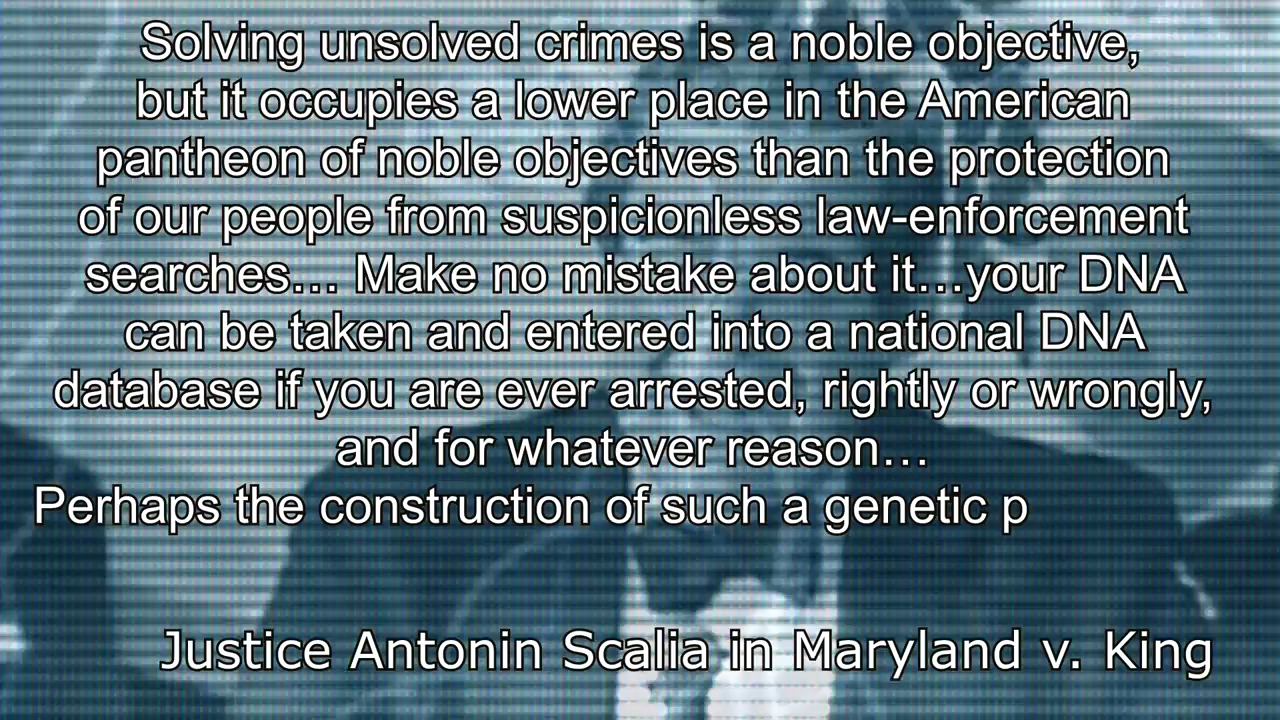 Solving unsolved crimes is a noble objective,
but it occupies a lower place in the American
pantheon of noble objectives than the protection
of our people from suspicionless law-enforcement
searches… Make no mistake about it…your DNA
can be taken and entered into a national DNA
database if you are ever arrested, rightly or wrongly,
and for whatever reason…
Perhaps the construction of such a genetic p
Justice Antonin Scalia in Maryland v. King